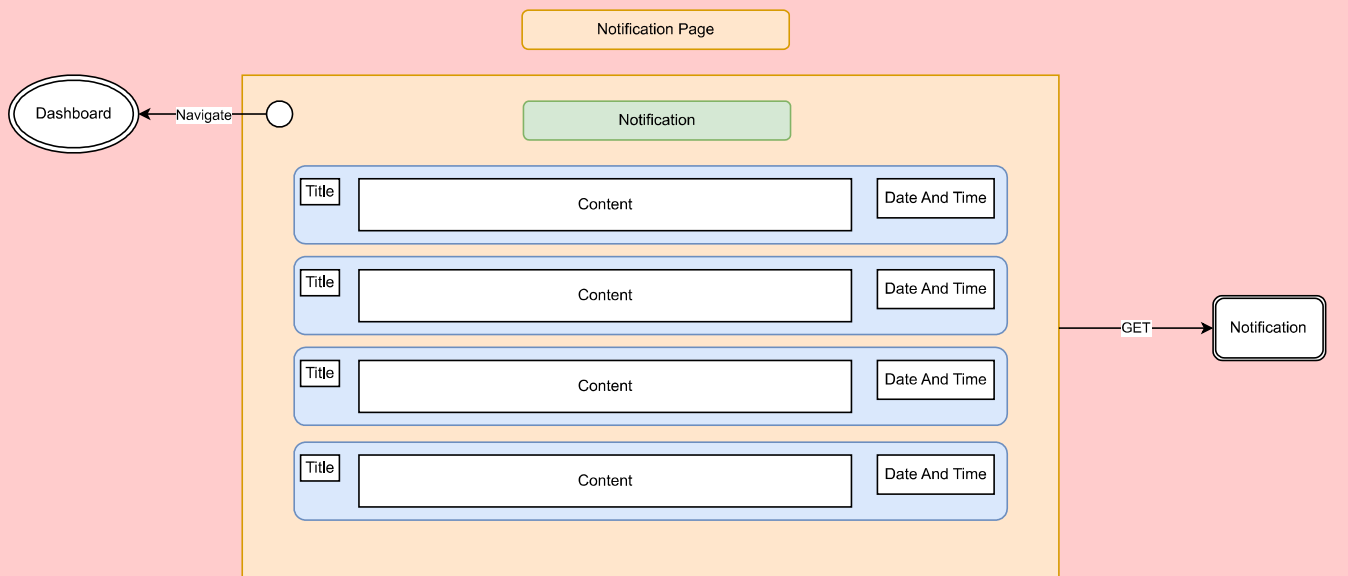 Notification Page
Dashboard
Navigate
Notification
Title
Content
Date And Time
Title
Content
Date And Time
GET
Notification
Title
Content
Date And Time
Title
Content
Date And Time